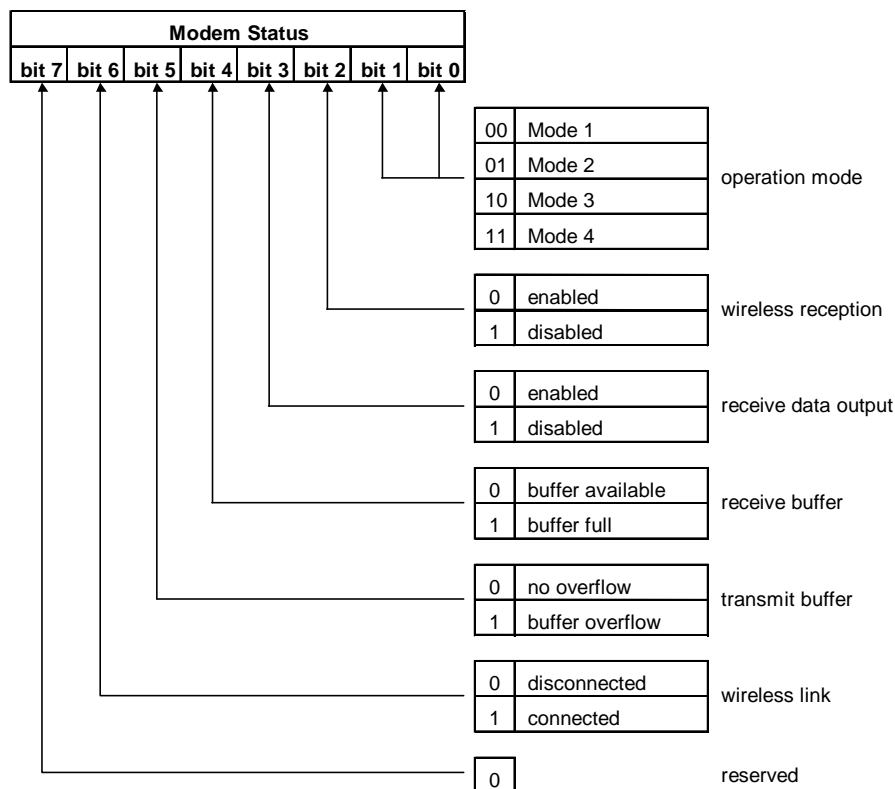 Modem Status
bit 7 bit 6 bit 5 bit 4 bit 3 bit 2 bit 1 bit 0
00 Mode 1
01 Mode 2
10 Mode 3
11 Mode 4
operation mode
0 enabled
1 disabled
wireless reception
0 enabled
1 disabled
receive data output
0 buffer available
1 buffer full
receive buffer
0 no overflow
1 buffer overflow
transmit buffer
0 disconnected
1 connected
wireless link
0
reserved